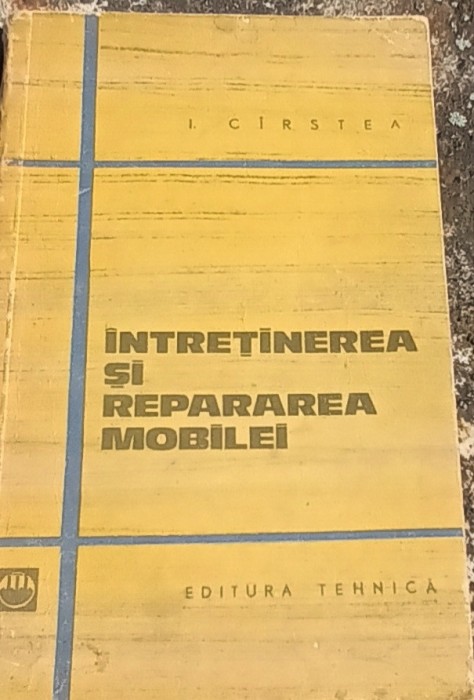 I. CÎRSTEA
ÎNTREȚINEREA
ȘI
REPARAREA
MOBILEI
EDITURA TEHNICĂ